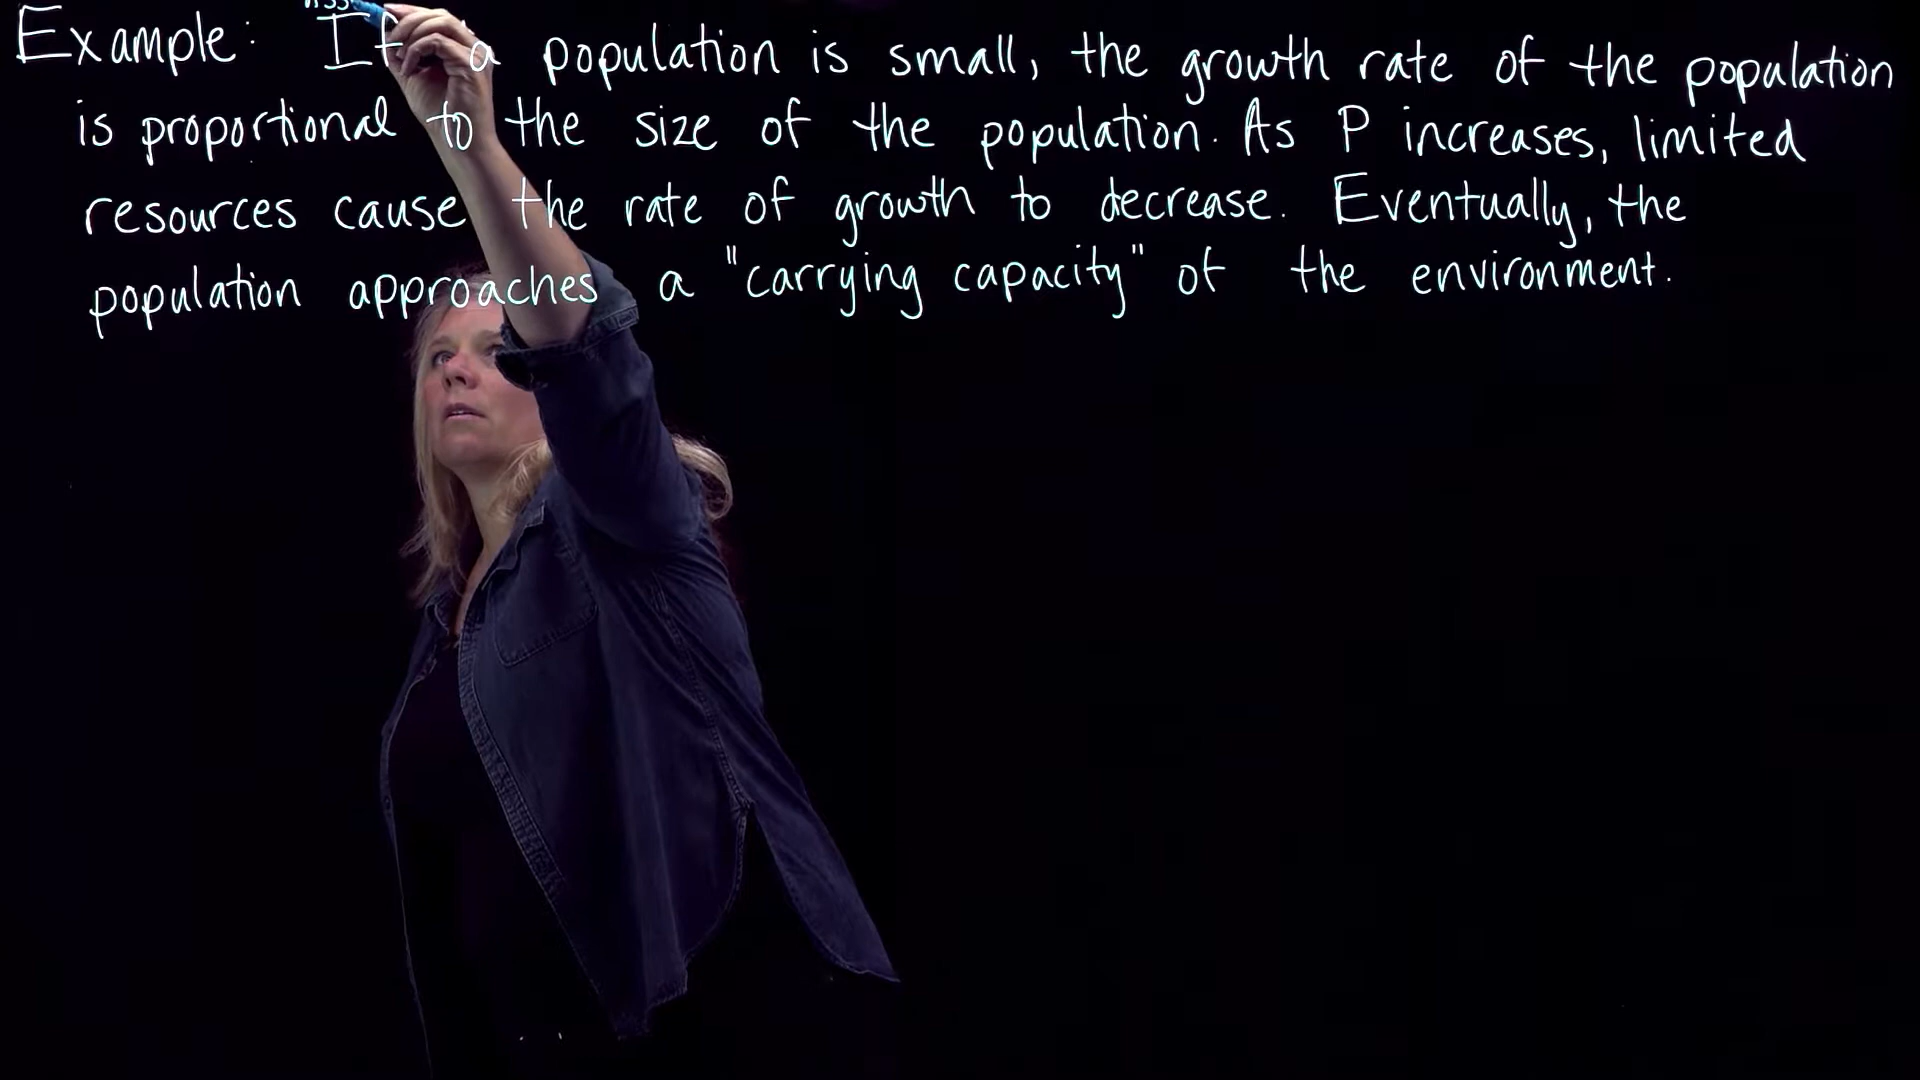 Example: "If a population is small, the growth rate of the population
is proportional to the size of the population. As P increases, limited
resources cause the rate of growth to decrease. Eventually, the
population approaches a "carrying capacity" of the environment.